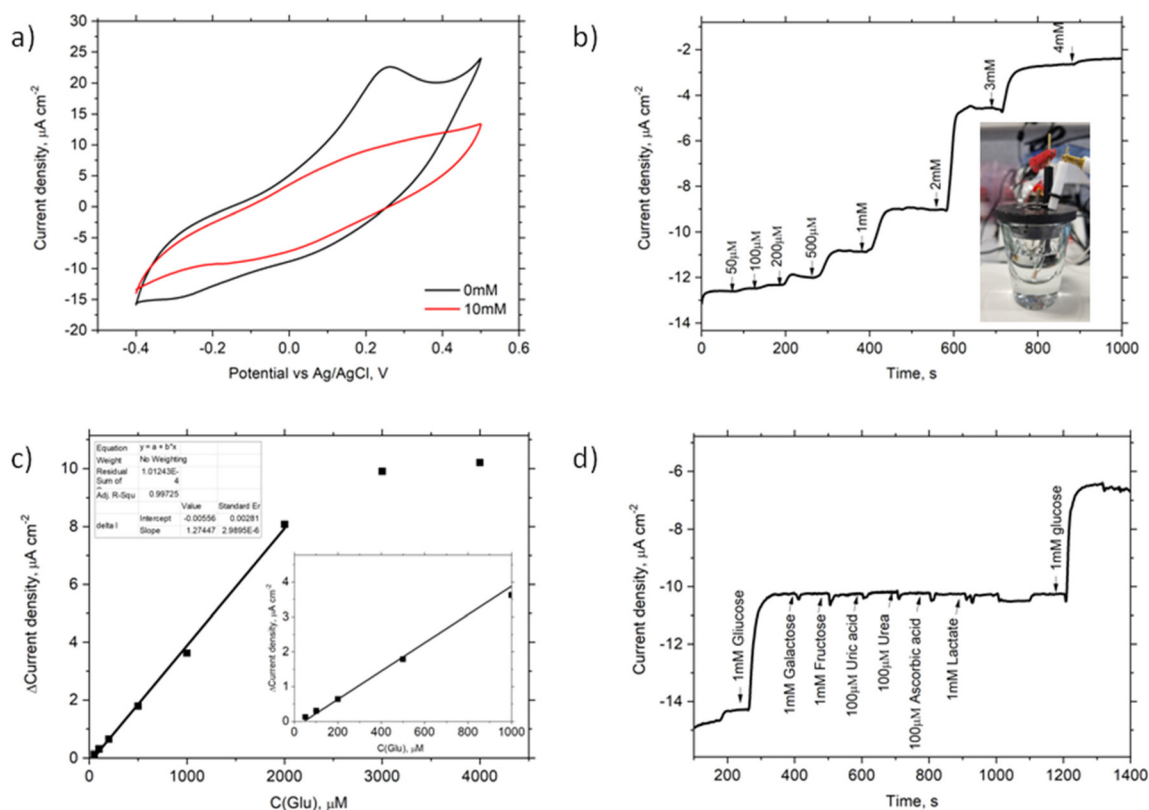 a)
30
25
20
15
10
5
0
-5
-10
-15
-20
-0.4
-0.2
0.0
0.2
0.4
0.6
Current density, µA cm⁻²
Potential vs Ag/AgCl, V
0mM
10mM
b)
-2
-4
-6
-8
-10
-12
-14
0
200
400
600
800
1000
Current density, µA cm⁻²
Time, s
50µM
100µM
200µM
500µM
1mM
2mM
3mM
4mM
c)
10
8
6
4
2
0
0
1000
2000
3000
4000
ΔCurrent density, µA cm⁻²
C(Glu), µM
Equation y = a + b*x
Weight No Weighting
Residual 1.01243E-
Sum of 4
Adj. R-Squ 0.99725
Value Standard Er
delta I Intercept -0.00556 0.00281
Slope 1.27447 2.9895E-6
4
3
2
1
0
0
200
400
600
800
1000
ΔCurrent density, µA cm⁻²
C(Glu), µM
d)
-6
-8
-10
-12
-14
200
400
600
800
1000
1200
1400
Current density, µA cm⁻²
Time, s
1mM Gliucose
1mM Galactose
1mM Fructose
100µM Uric acid
100µM Urea
100µM Ascorbic acid
1mM Lactate
1mM glucose